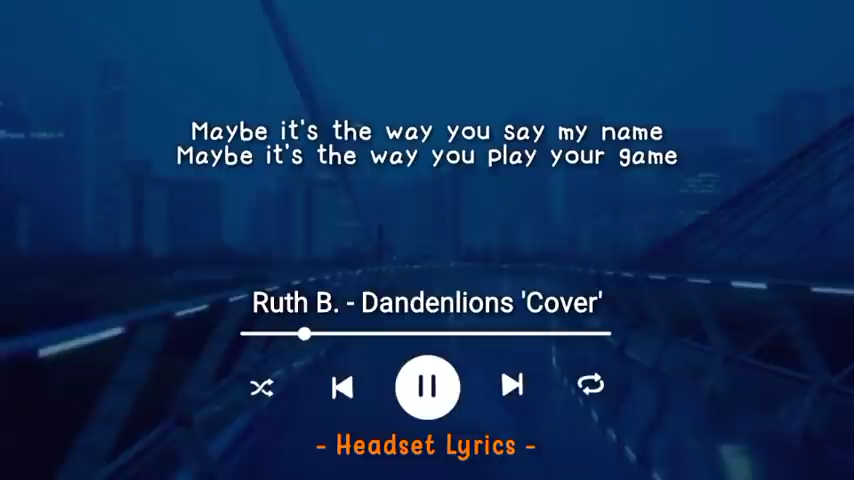 Maybe it's the way you say my name
Maybe it's the way you play your game
Ruth B. - Dandenlions 'Cover'
- Headset Lyrics -